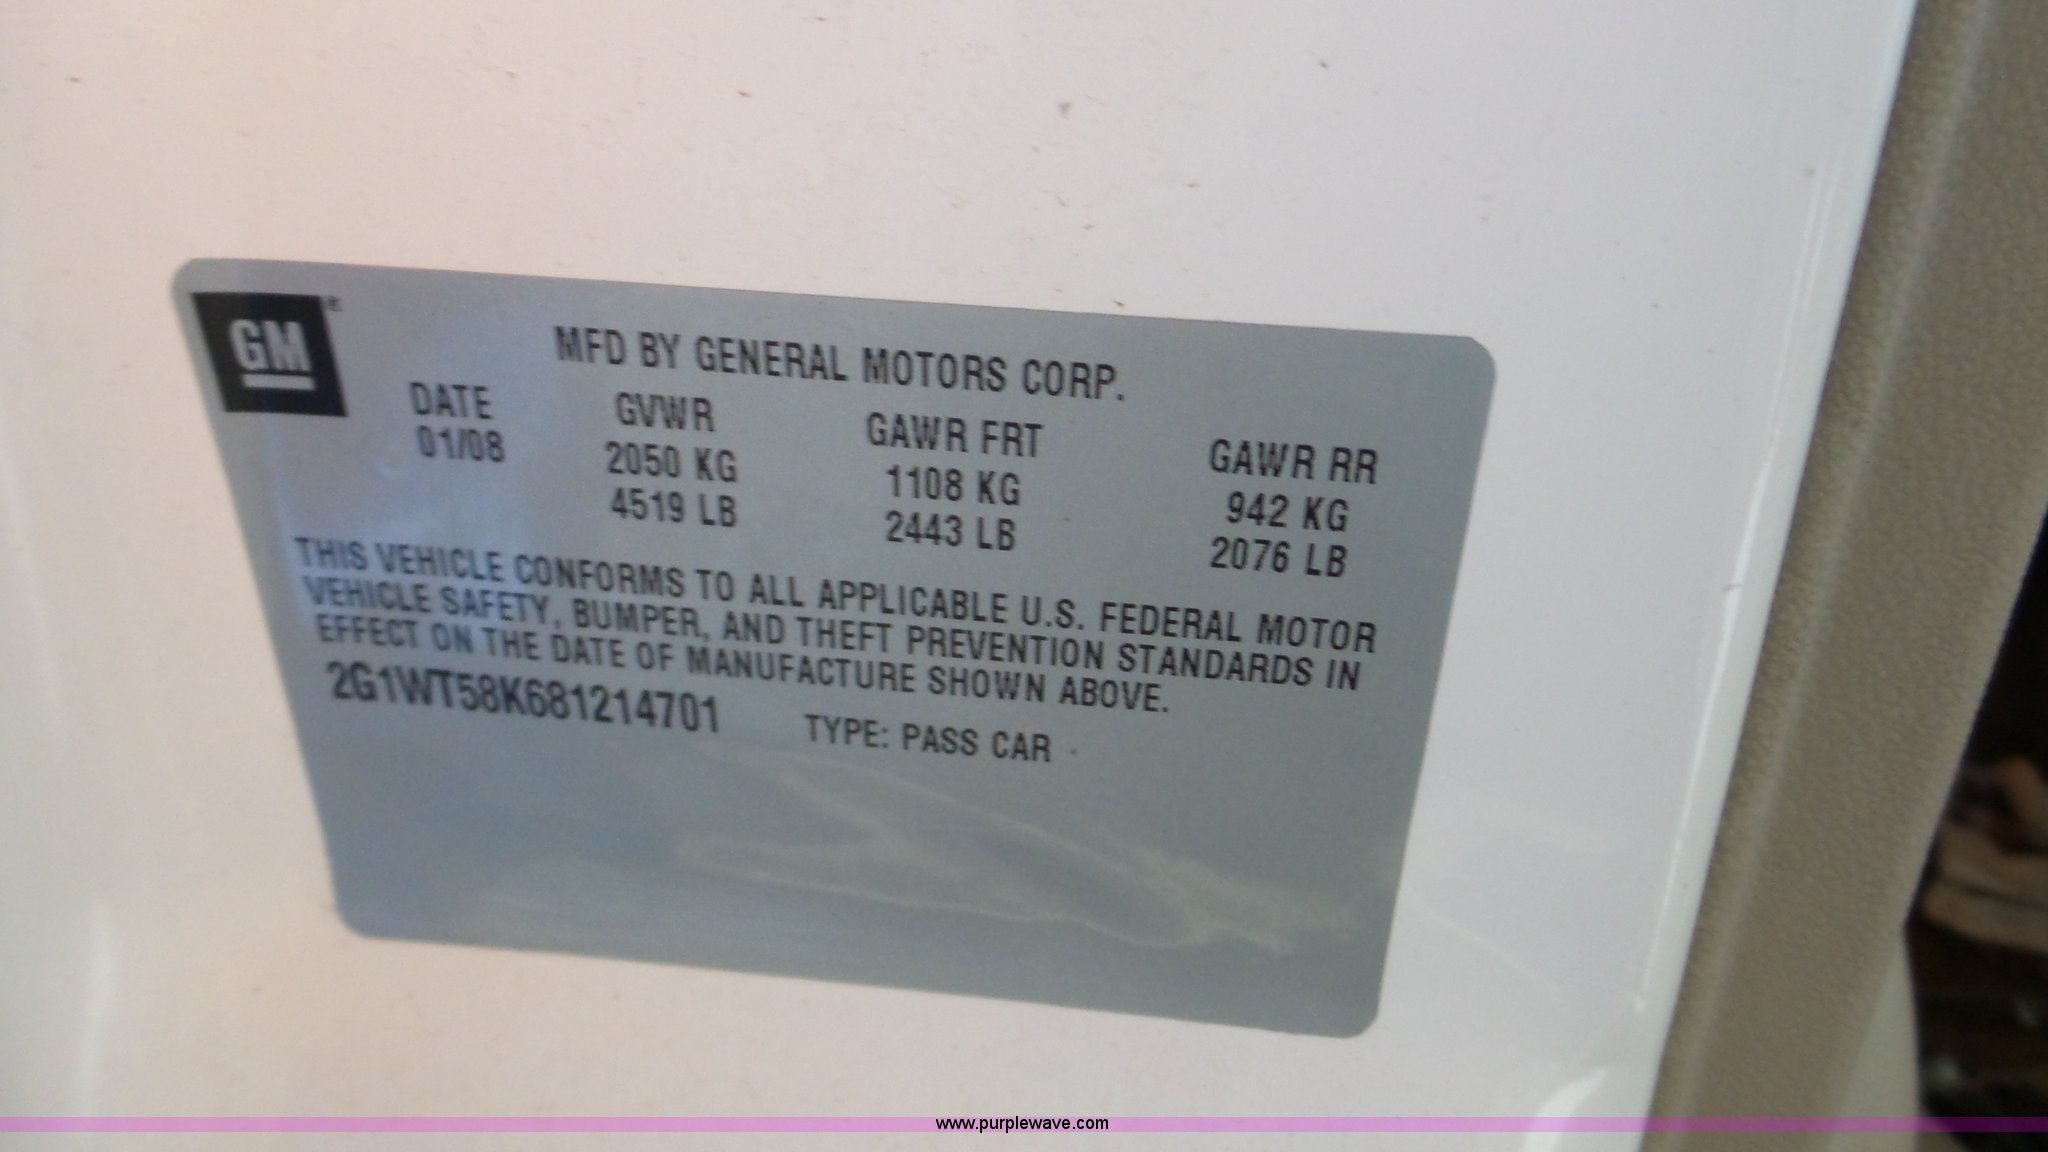 GM®
MFD BY GENERAL MOTORS CORP.
DATE GVWR GAWR FRT GAWR RR
01/08 2050 KG 1108 KG 942 KG
4519 LB 2443 LB 2076 LB
THIS VEHICLE CONFORMS TO ALL APPLICABLE U.S. FEDERAL MOTOR
VEHICLE SAFETY, BUMPER, AND THEFT PREVENTION STANDARDS IN
EFFECT ON THE DATE OF MANUFACTURE SHOWN ABOVE.
2G1WT58K681214701 TYPE: PASS CAR
www.purplewave.com